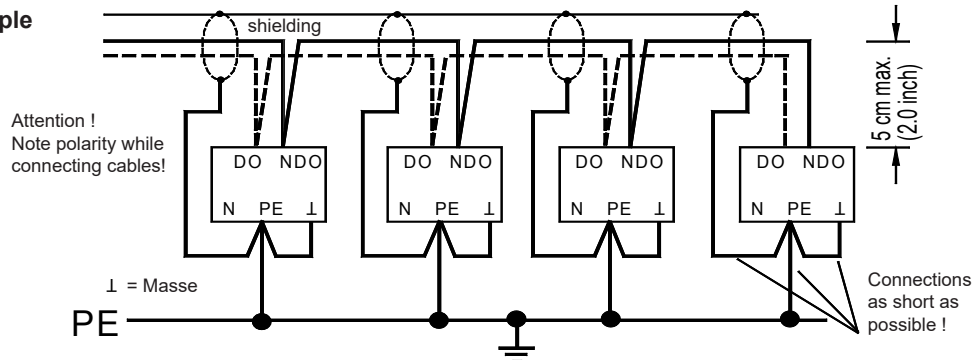 ple
shielding
5 cm max.
(2.0 inch)
Attention !
Note polarity while
connecting cables!
DO NDO
N PE ⊥
DO NDO
N PE ⊥
DO NDO
N PE ⊥
DO NDO
N PE ⊥
⊥ = Masse
PE
Connections
as short as
possible !